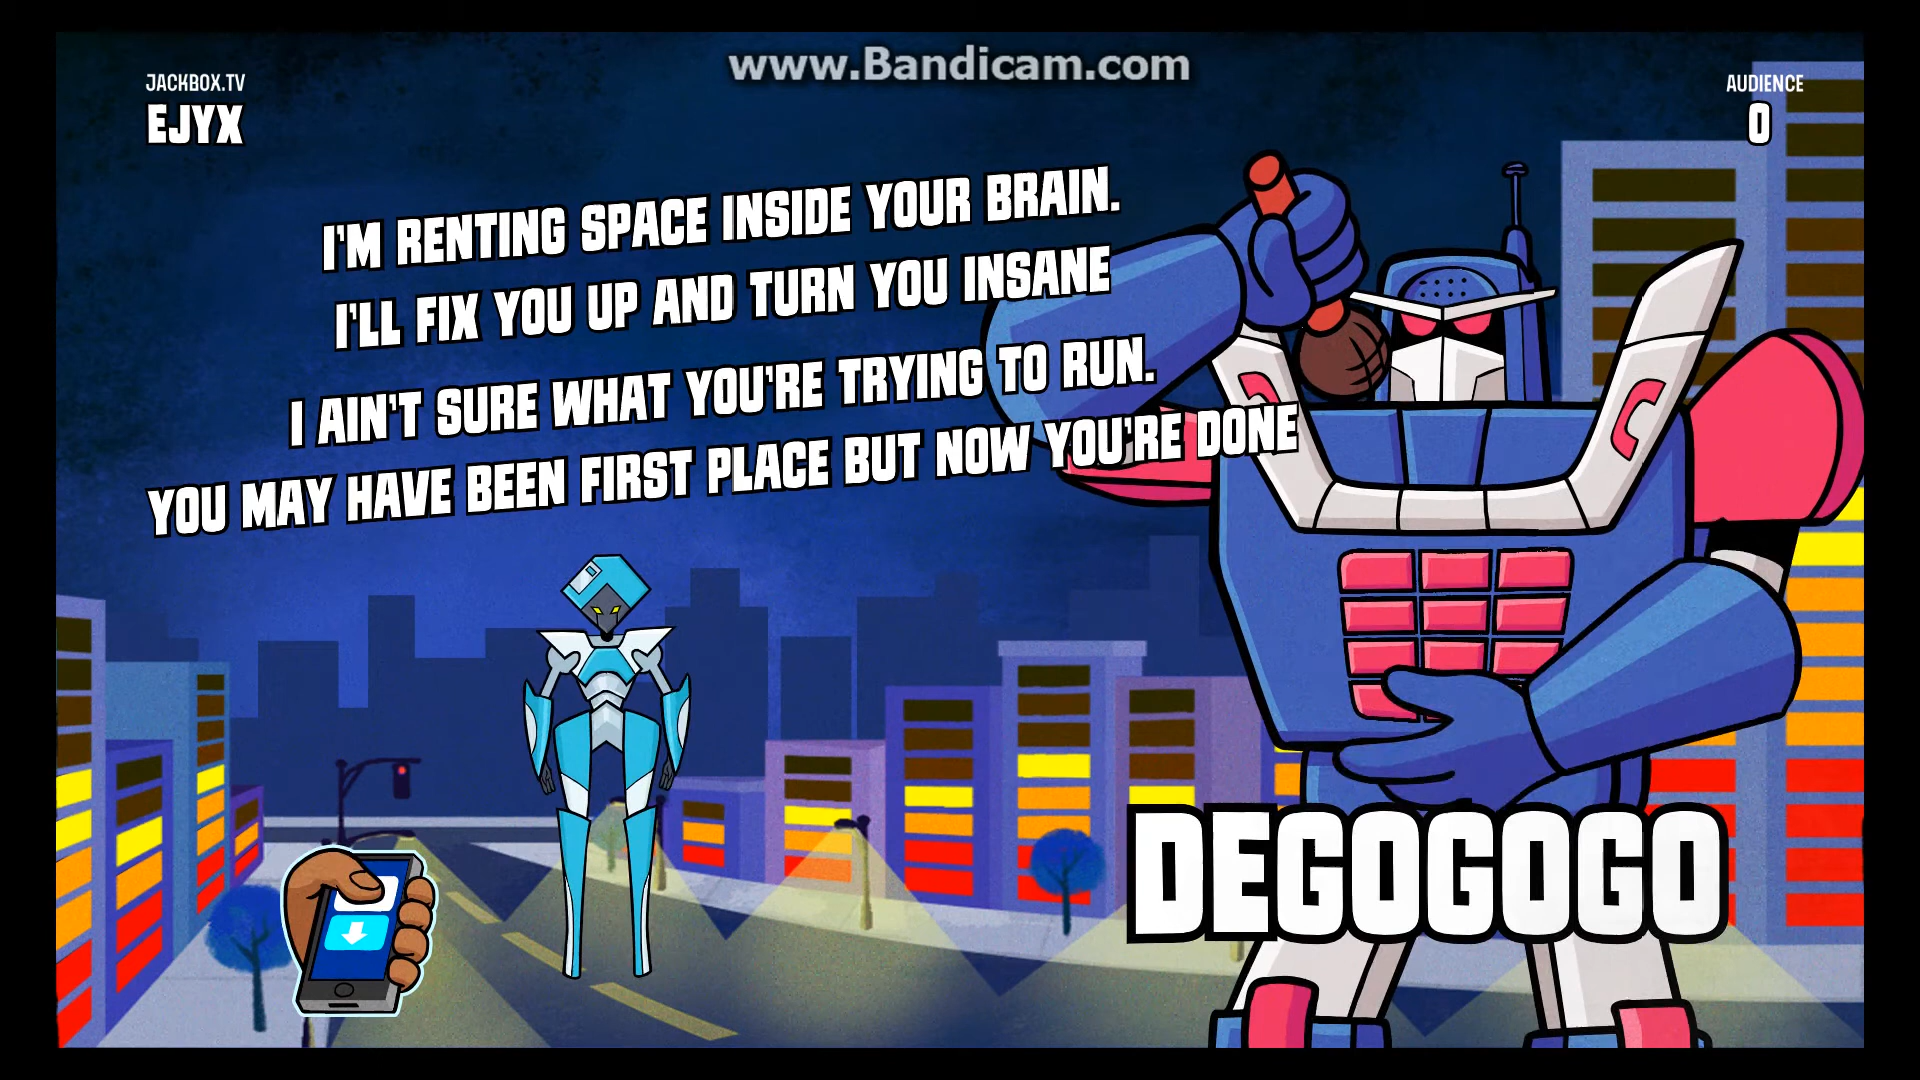 www.Bandicam.com
JACKBOX.TV
EJYX
AUDIENCE
0
I'M RENTING SPACE INSIDE YOUR BRAIN.
I'LL FIX YOU UP AND TURN YOU INSANE
I AIN'T SURE WHAT YOU'RE TRYING TO RUN.
YOU MAY HAVE BEEN FIRST PLACE BUT NOW YOU'RE DONE
DEGOGOGO